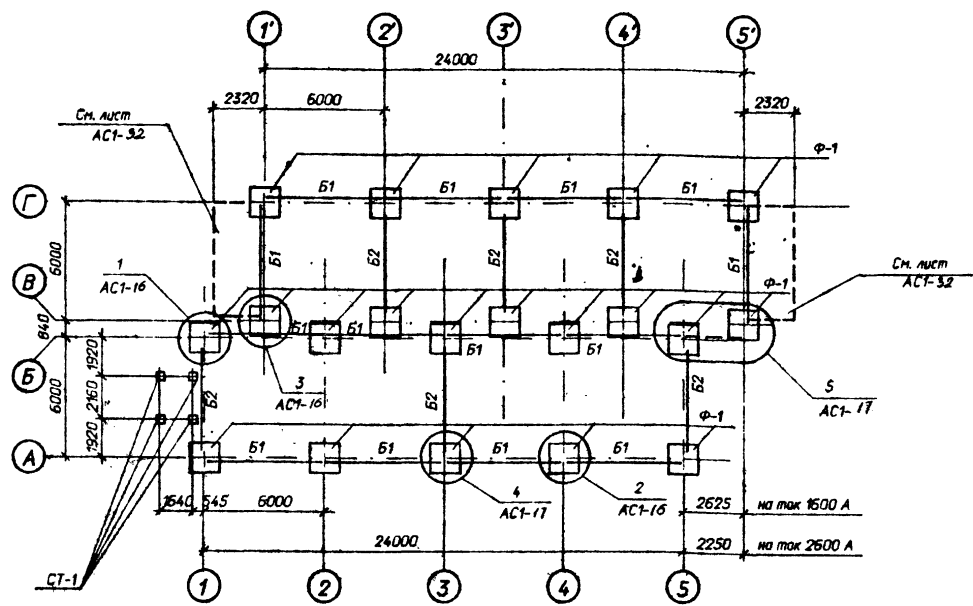 1' 2' 3' 4' 5'
24000
2320 6000 2320
См. лист
АС1-32
Ф-1
Г
Б1 Б1 Б1 Б1
6000
Б1 Б2 Б2 Б2 Б1
См. лист
АС1-32
1
АС1-16
В
Ф-1
840
Б1 Б1 Б1 Б1
Б
3
АС1-16
5
АС1-17
1920
2160
1920
6000
Б2 Б2 Б2
Ф-1
А
Б1 Б1 Б1 Б1
4
АС1-17
2
АС1-16
1640 545 6000
2625 на ток 1600 А
24000
2250 на ток 2600 А
СТ-1
1 2 3 4 5